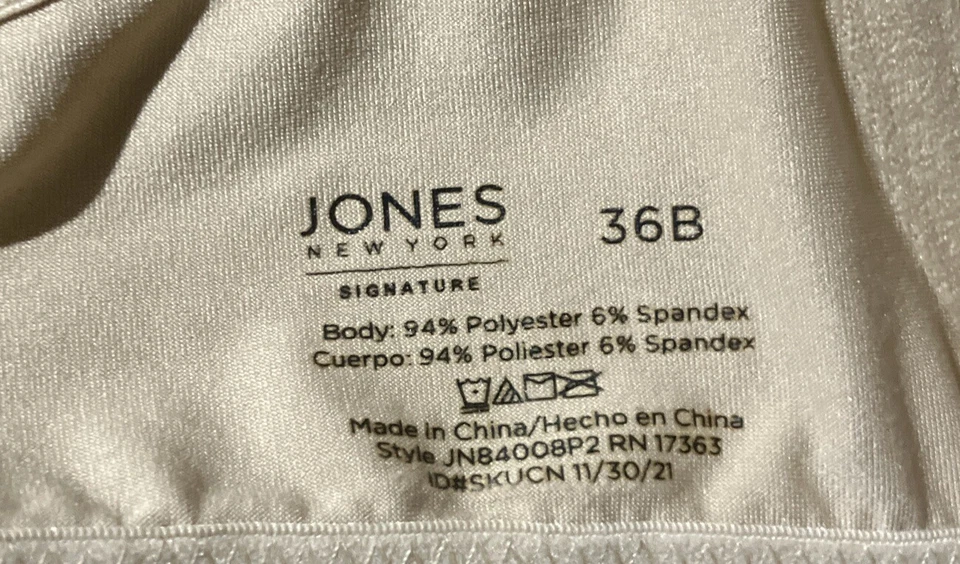 JONES
NEW YORK
SIGNATURE
36B
Body: 94% Polyester 6% Spandex
Cuerpo: 94% Poliester 6% Spandex
Made in China/Hecho en China
Style JN84008P2 RN 17363
ID#SKUCN 11/30/21